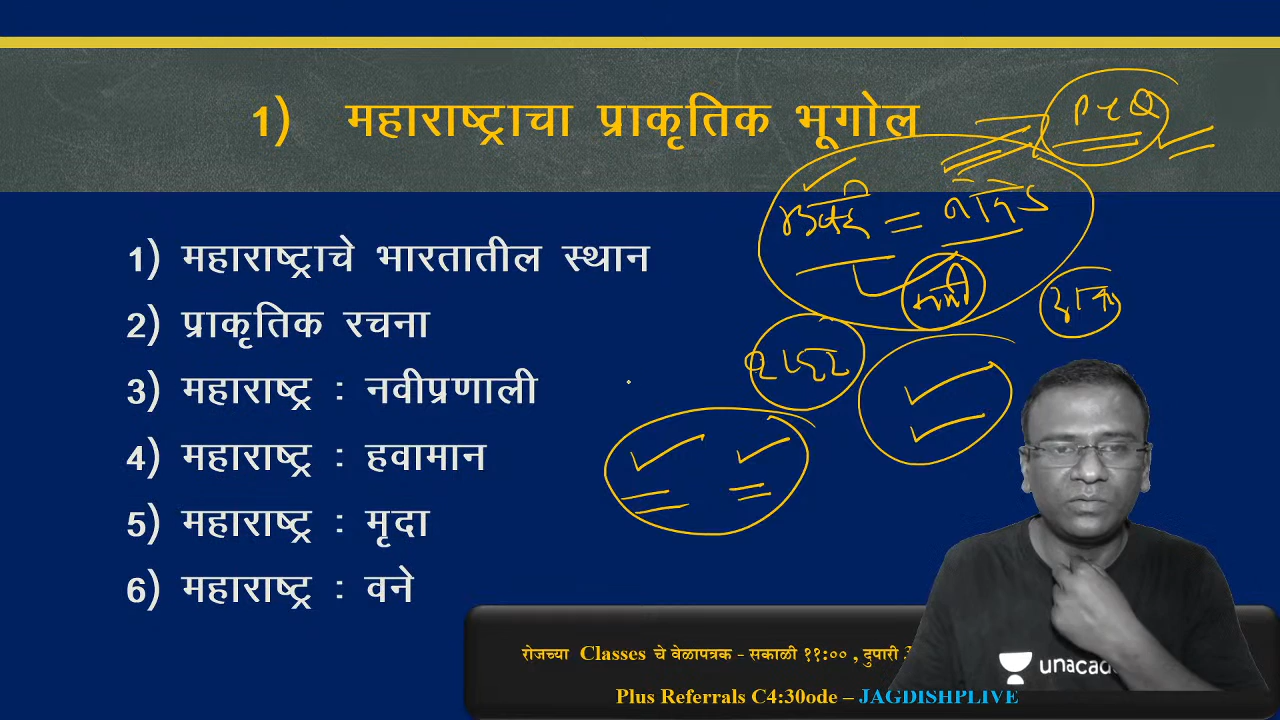 1) महाराष्ट्राचा प्राकृतिक भूगोल
PYQ
1) महाराष्ट्राचे भारतातील स्थान
2) प्राकृतिक रचना
3) महाराष्ट्र : नवीप्रणाली
4) महाराष्ट्र : हवामान
5) महाराष्ट्र : मृदा
6) महाराष्ट्र : वने
रोजच्या Classes चे वेळापत्रक - सकाळी ११:०० , दुपारी
Plus Referrals C4:30ode – JAGDISHPLIVE